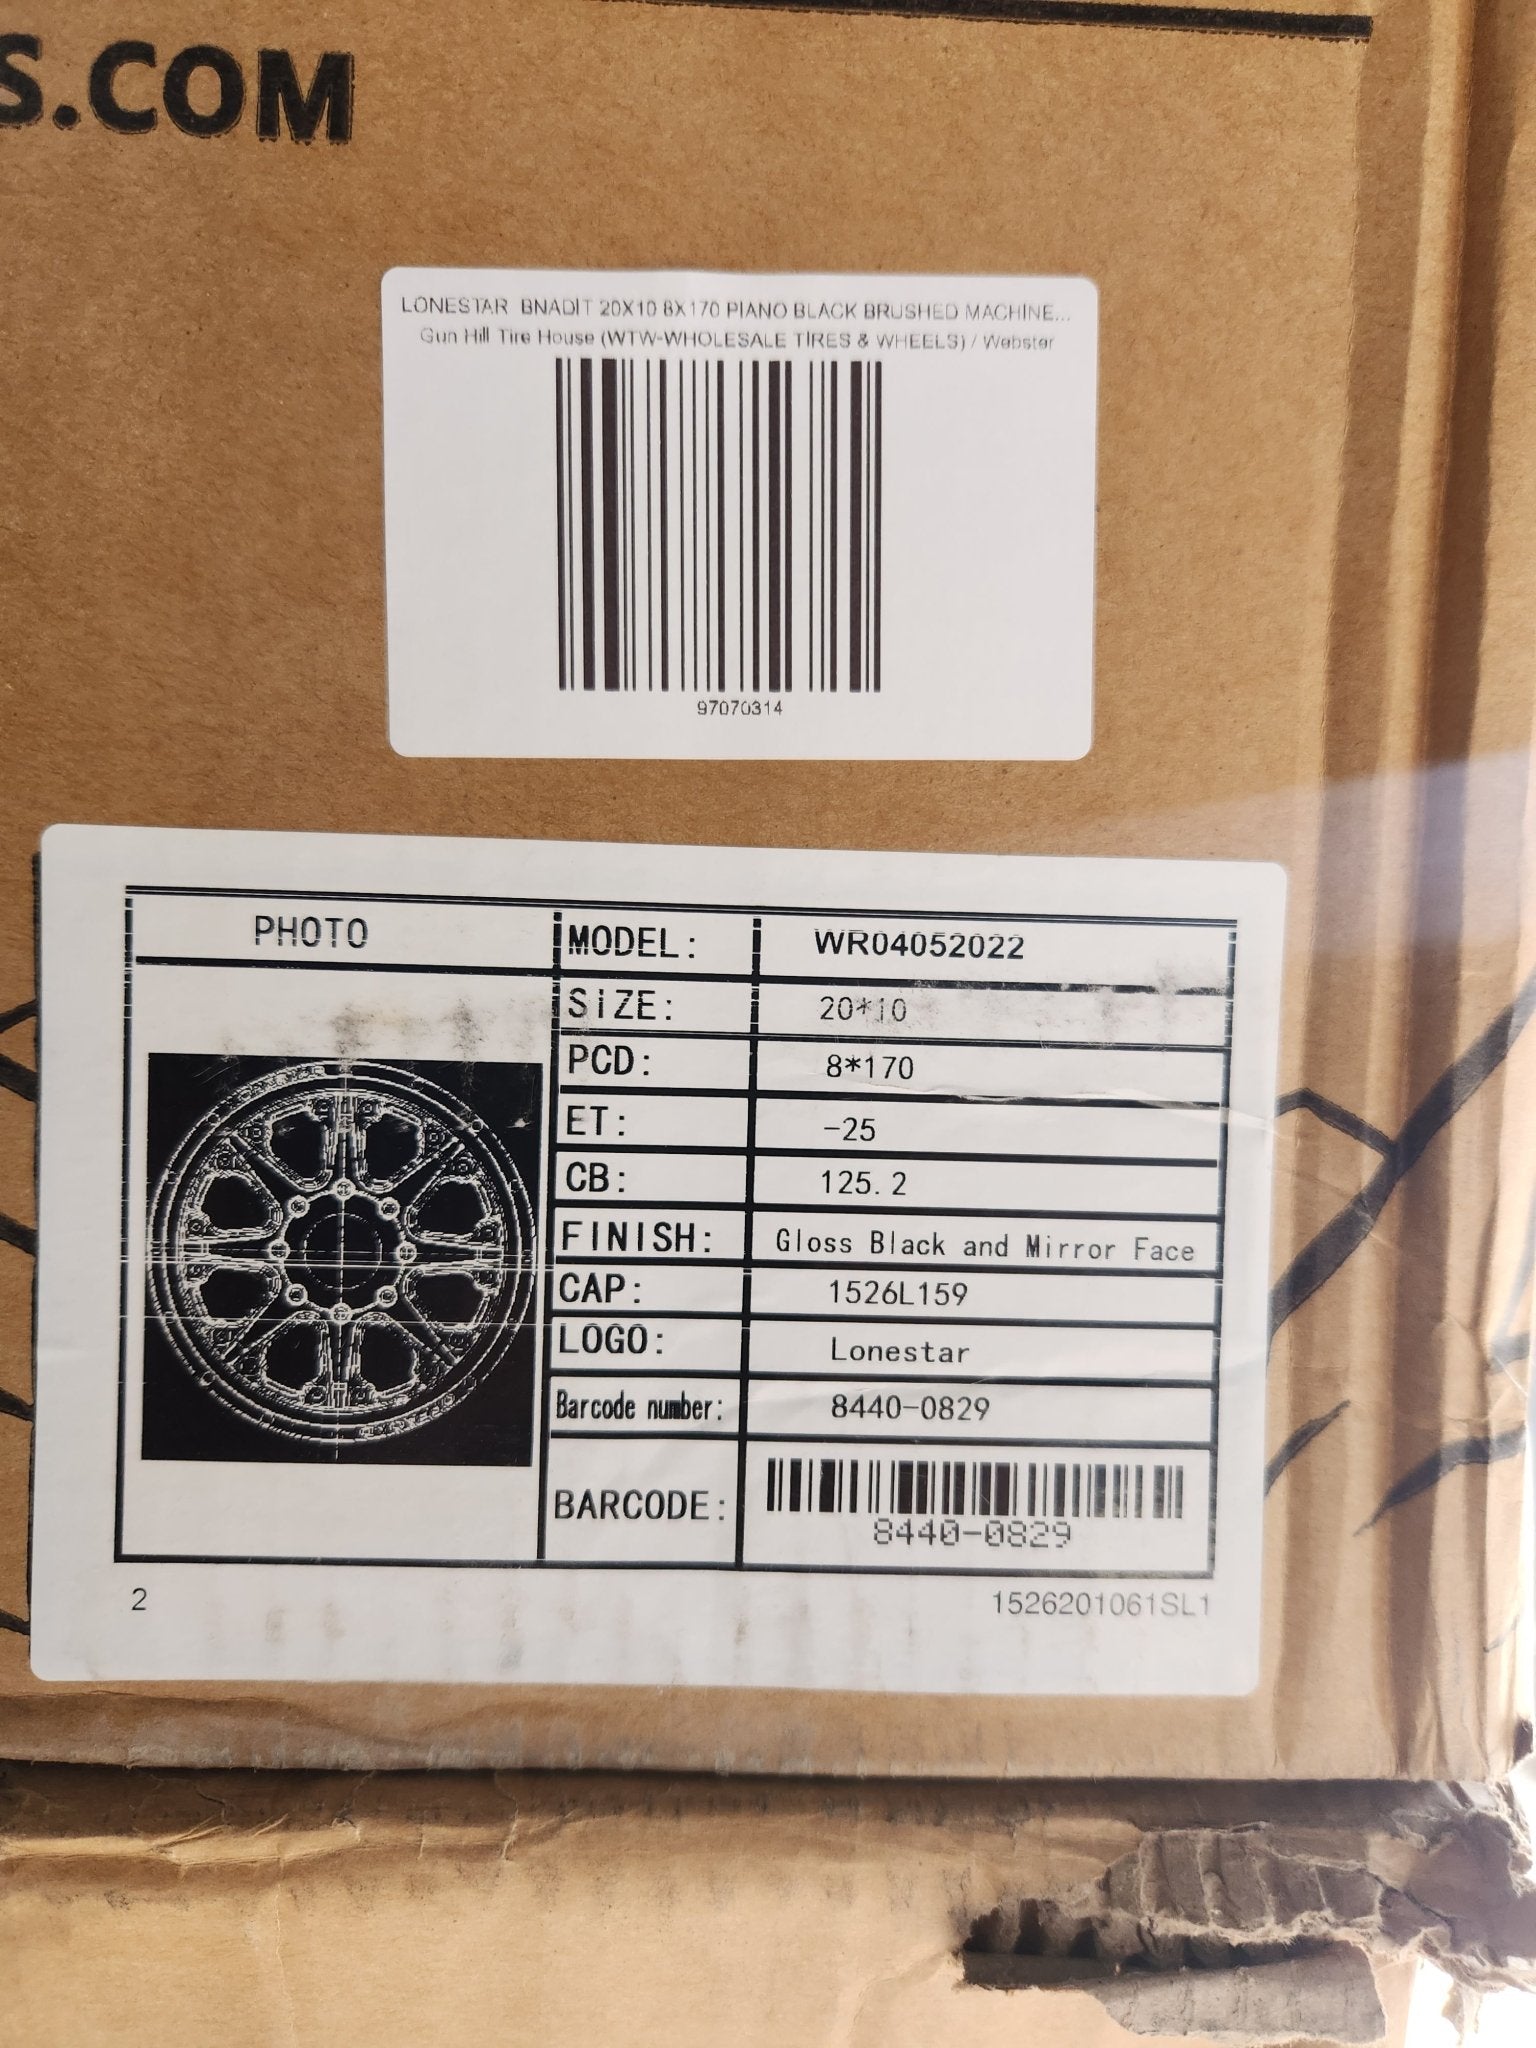 S.COM
LONESTAR BNADIT 20X10 8X170 PIANO BLACK BRUSHED MACHINE...
Gun Hill Tire House (WTW-WHOLESALE TIRES & WHEELS) / Webster
97070314
PHOTO
MODEL: WR04052022
SIZE: 20*10
PCD: 8*170
ET: -25
CB: 125.2
FINISH: Gloss Black and Mirror Face
CAP: 1526L159
LOGO: Lonestar
Barcode number: 8440-0829
BARCODE: 8440-0829
2 1526201061SL1